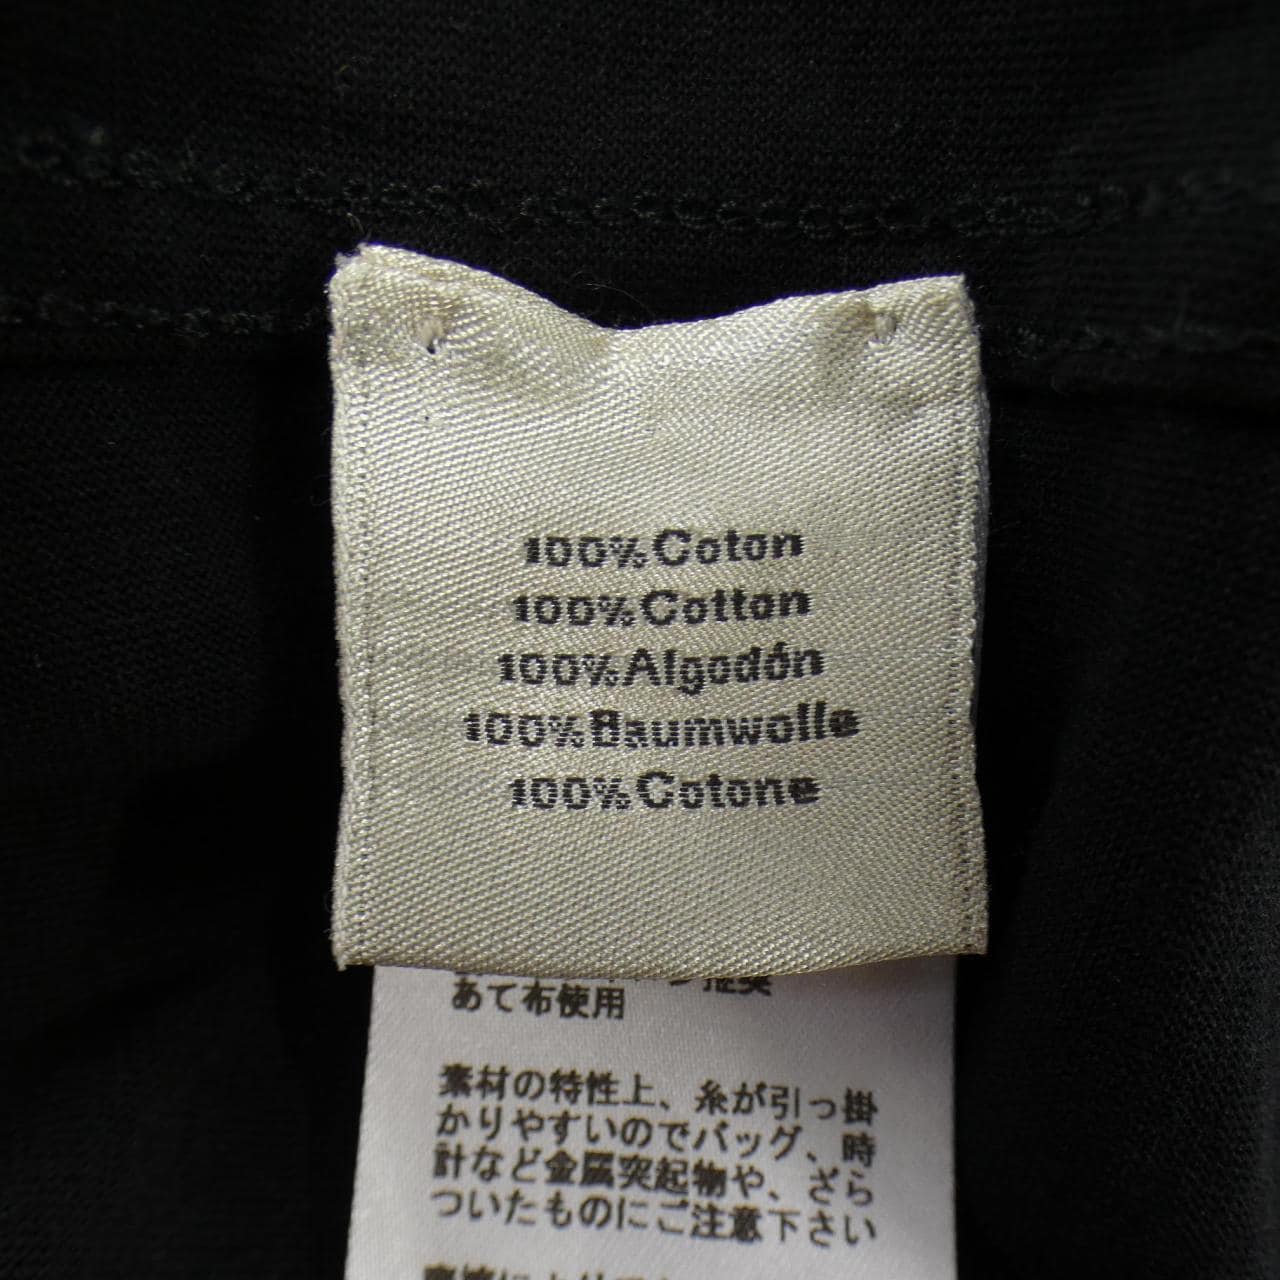 100% Coton
100% Cotton
100% Algodón
100% Baumwolle
100% Cotone
あて布使用
素材の特性上、糸が引っ掛
かりやすいのでバッグ、時
計など金属突起物や、ざら
ついたものにご注意下さい